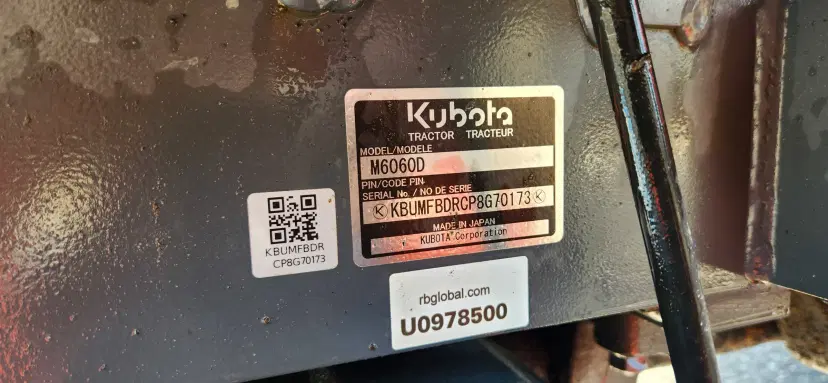 Kubota
TRACTOR TRACTEUR
MODEL/MODELE
M6060D
PIN/CODE PIN
SERIAL No. / NO DE SERIE
K KBUMFBDRCP8G70173 K
MADE IN JAPAN
KUBOTA Corporation
KBUMFBDR
CP8G70173
rbglobal.com
U0978500